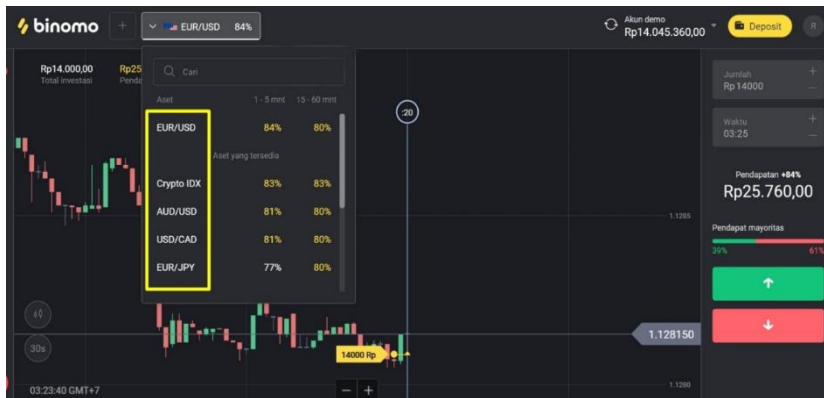 binomo
+
EUR/USD 84%
Akun demo
Rp14.045.360,00
Deposit
R
Rp14.000,00
Total investasi
Rp25
Penda
Cari
Aset 1 - 5 mnt 15 - 60 mnt
EUR/USD 84% 80%
Aset yang tersedia
Crypto IDX 83% 83%
AUD/USD 81% 80%
USD/CAD 81% 80%
EUR/JPY 77% 80%
:20
1.1285
1.128150
1.1280
14000 Rp
30s
03:23:40 GMT+7
− +
Jumlah +
Rp14000 −
Waktu +
03:25 −
Pendapatan +84%
Rp25.760,00
Pendapat mayoritas
39% 61%